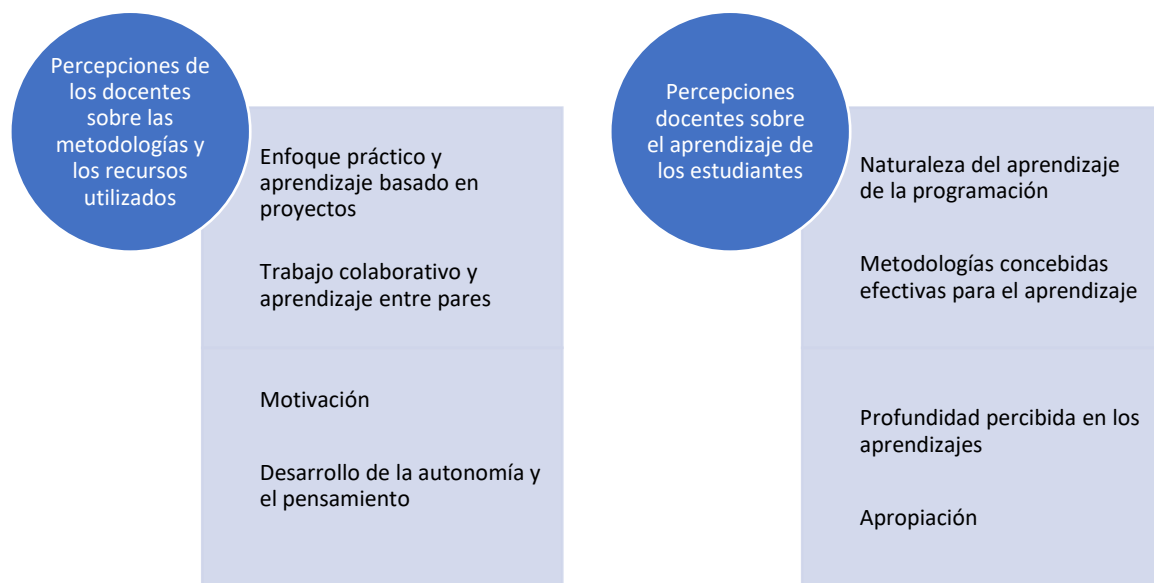 Percepciones de
los docentes
sobre las
metodologías y
los recursos
utilizados
Enfoque práctico y
aprendizaje basado en
proyectos
Trabajo colaborativo y
aprendizaje entre pares
Motivación
Desarrollo de la autonomía y
el pensamiento
Percepciones
docentes sobre
el aprendizaje de
los estudiantes
Naturaleza del aprendizaje
de la programación
Metodologías concebidas
efectivas para el aprendizaje
Profundidad percibida en los
aprendizajes
Apropiación